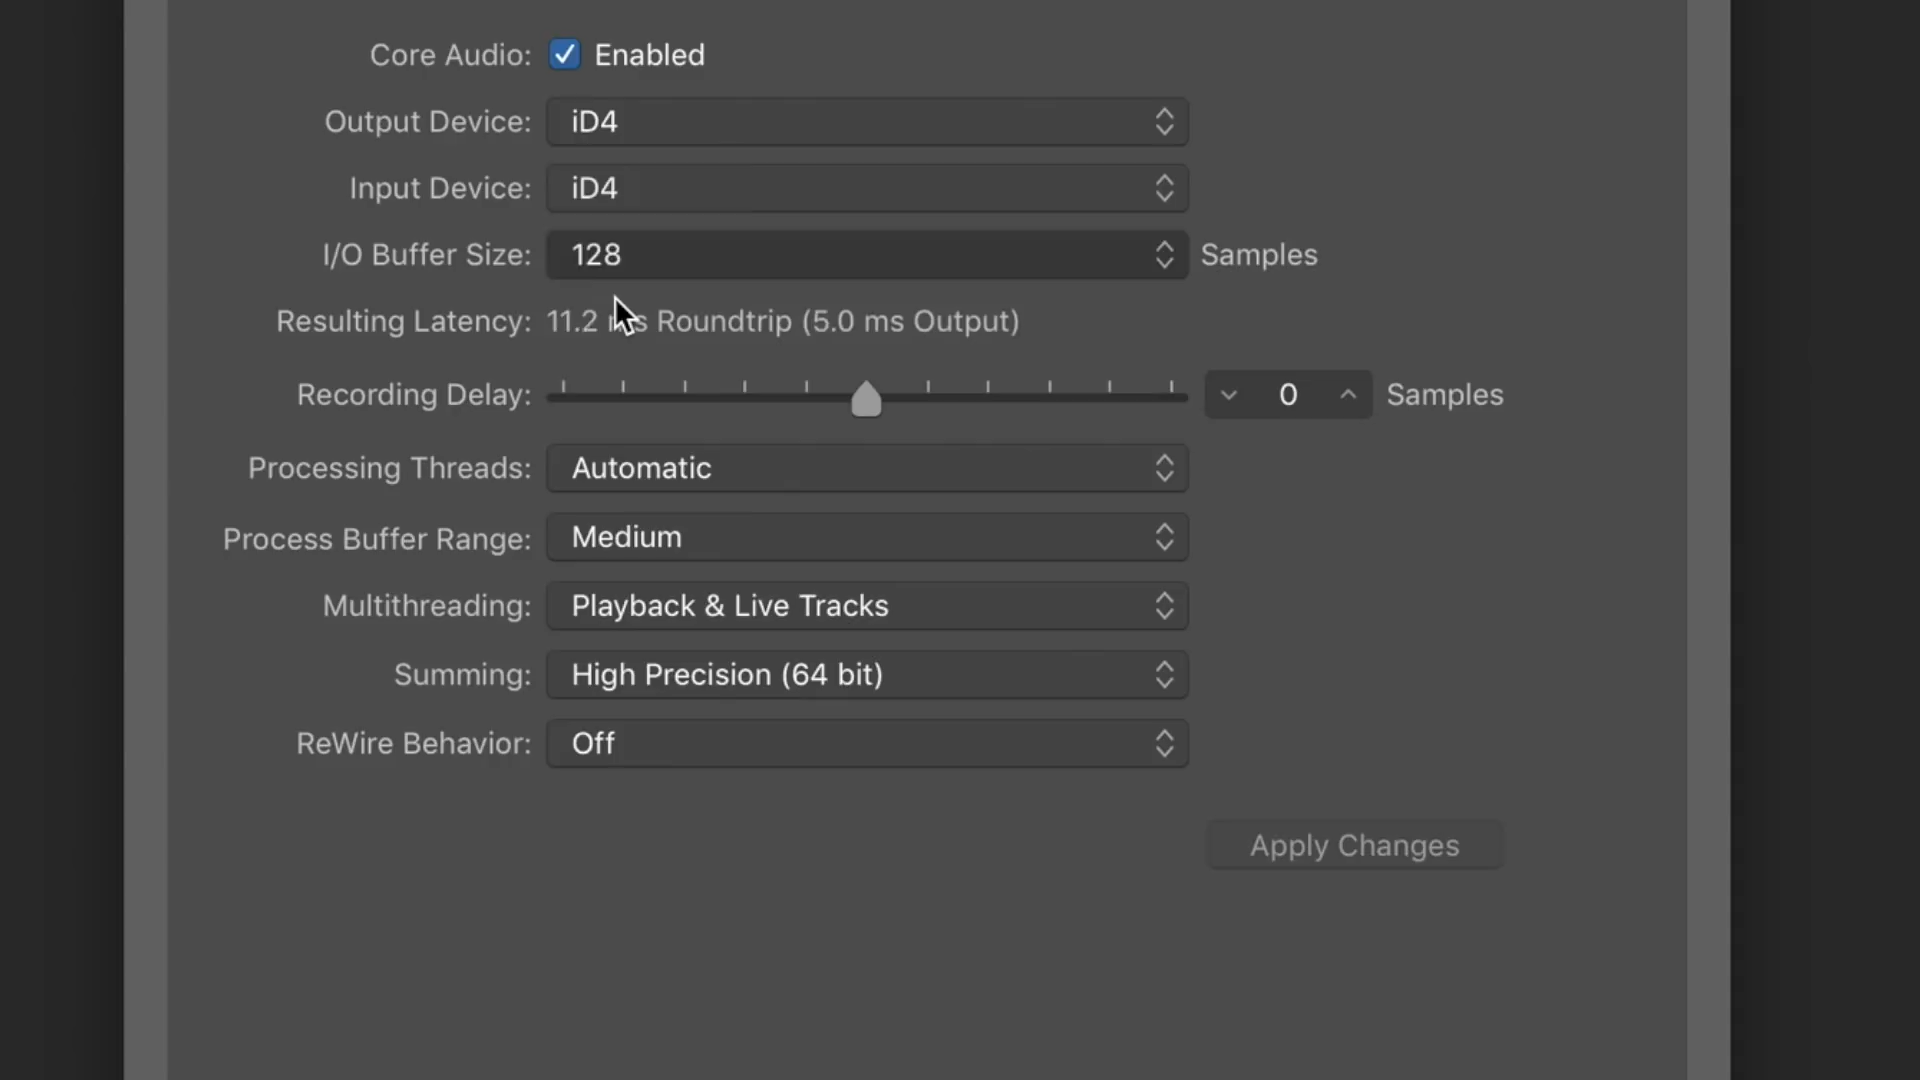 Core Audio: Enabled
Output Device: iD4
Input Device: iD4
I/O Buffer Size: 128 Samples
Resulting Latency: 11.2 ms Roundtrip (5.0 ms Output)
Recording Delay: 0 Samples
Processing Threads: Automatic
Process Buffer Range: Medium
Multithreading: Playback & Live Tracks
Summing: High Precision (64 bit)
ReWire Behavior: Off
Apply Changes